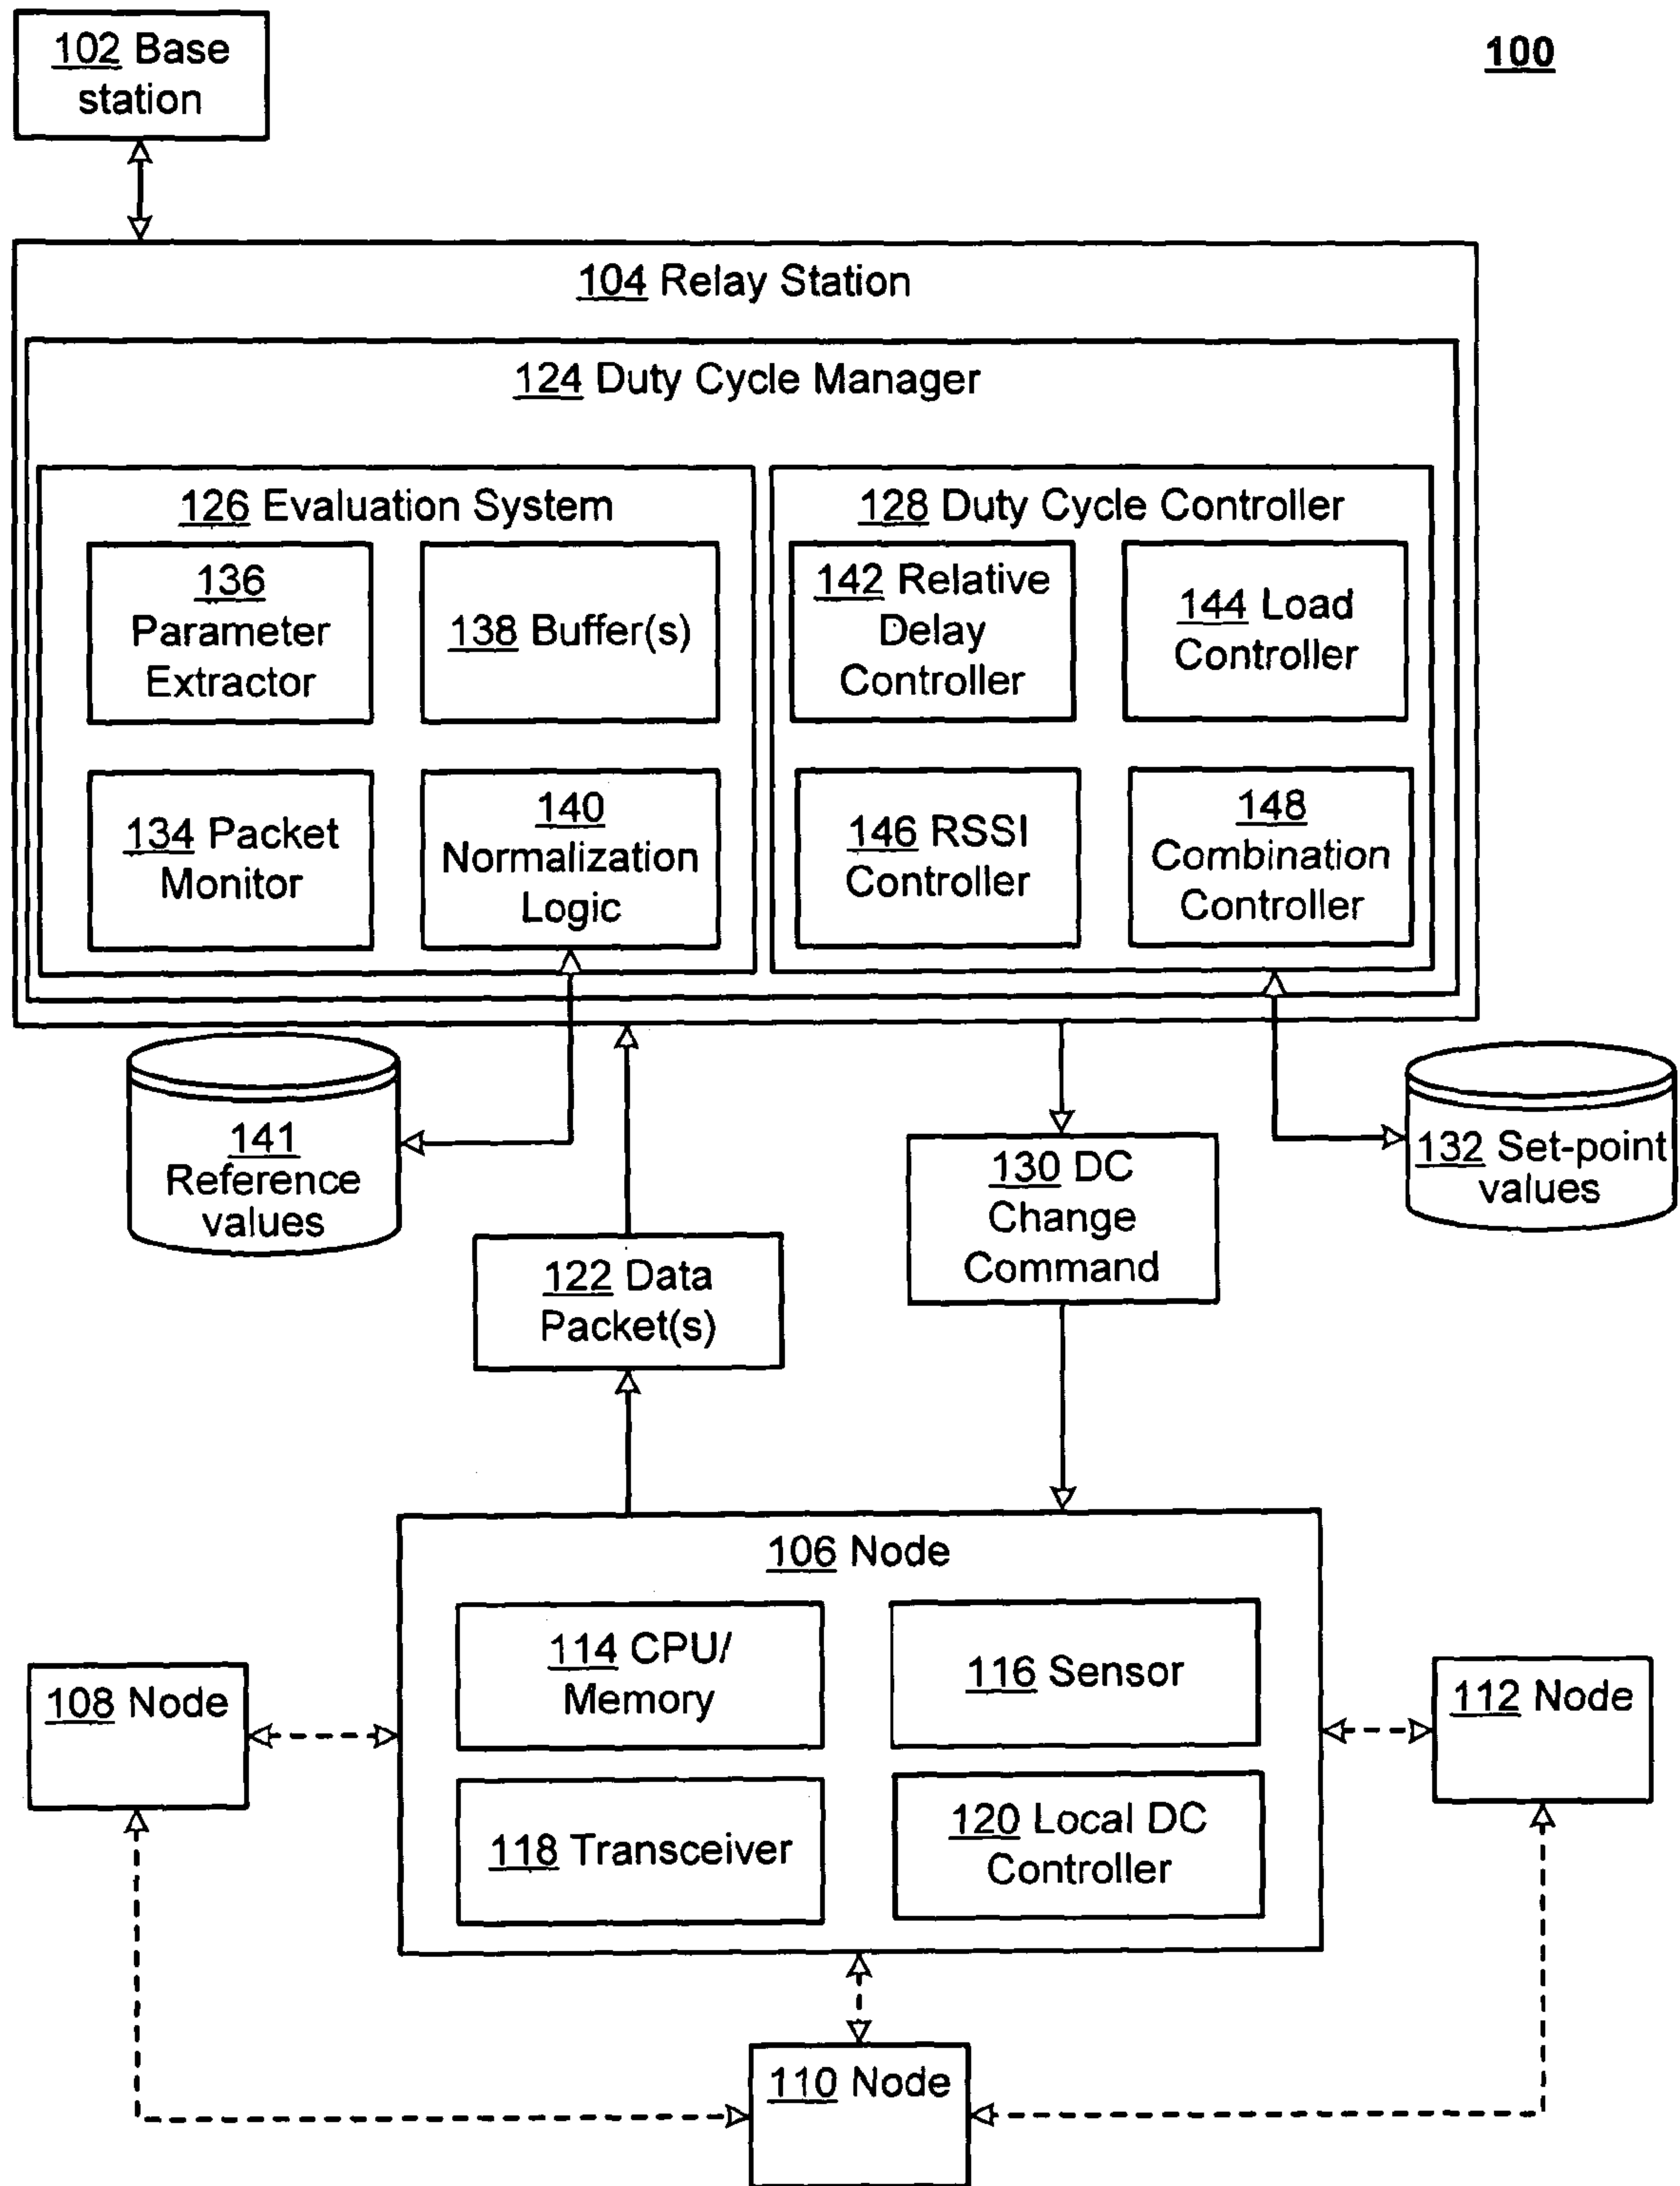 102 Base
station
100
104 Relay Station
124 Duty Cycle Manager
126 Evaluation System
128 Duty Cycle Controller
136
Parameter
Extractor
138 Buffer(s)
142 Relative
Delay
Controller
144 Load
Controller
134 Packet
Monitor
140
Normalization
Logic
146 RSSI
Controller
148
Combination
Controller
141
Reference
values
130 DC
Change
Command
132 Set-point
values
122 Data
Packet(s)
106 Node
114 CPU/
Memory
116 Sensor
108 Node
112 Node
118 Transceiver
120 Local DC
Controller
110 Node